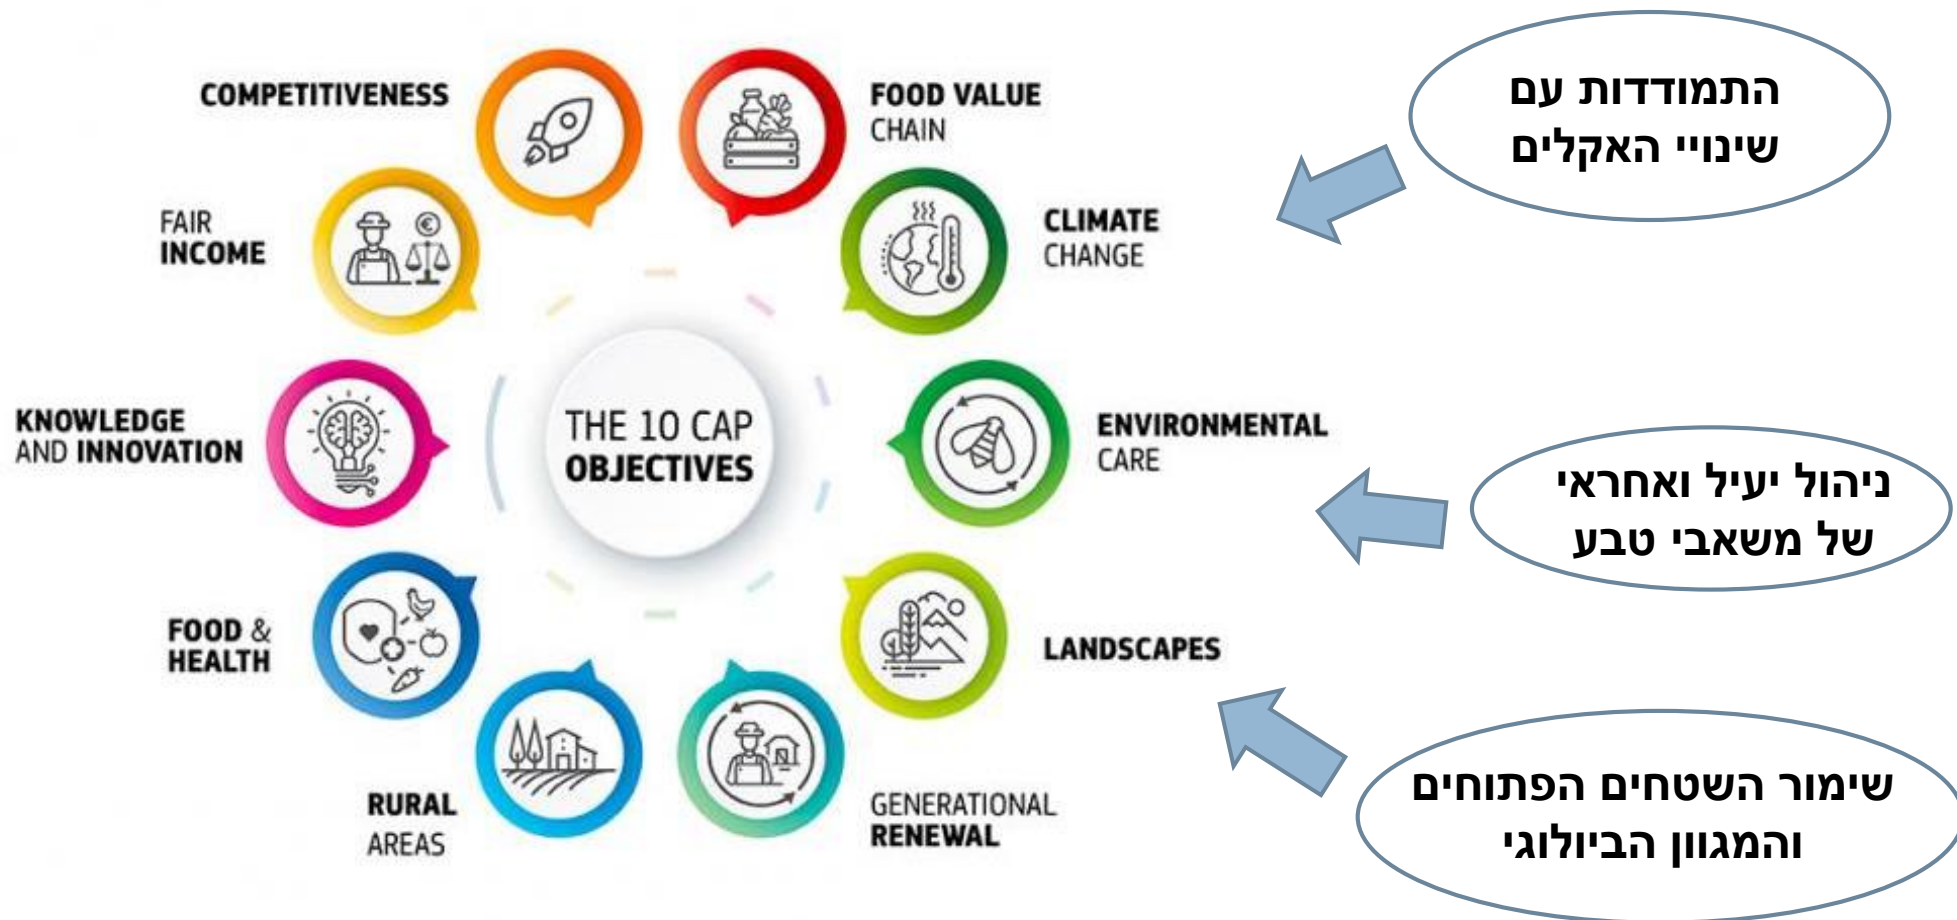 COMPETITIVENESS
FOOD VALUE
CHAIN
FAIR
INCOME
CLIMATE
CHANGE
KNOWLEDGE
AND INNOVATION
THE 10 CAP
OBJECTIVES
ENVIRONMENTAL
CARE
FOOD &
HEALTH
LANDSCAPES
RURAL
AREAS
GENERATIONAL
RENEWAL
התמודדות עם
שינויי האקלים
ניהול יעיל ואחראי
של משאבי טבע
שימור השטחים הפתוחים
והמגוון הביולוגי